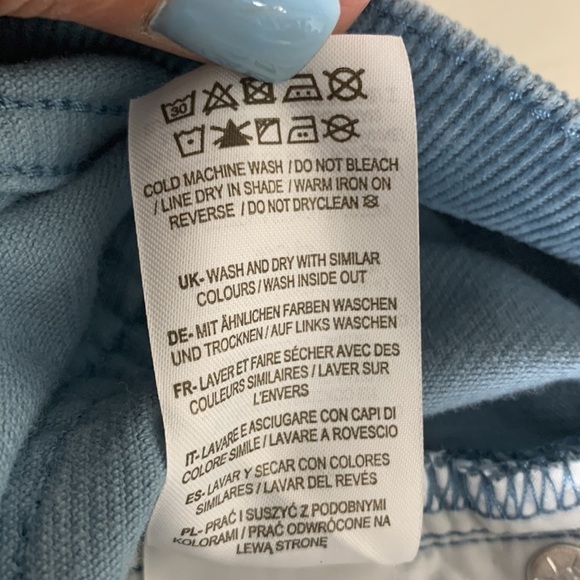 30
COLD MACHINE WASH / DO NOT BLEACH
/ LINE DRY IN SHADE / WARM IRON ON
REVERSE / DO NOT DRYCLEAN
UK- WASH AND DRY WITH SIMILAR
COLOURS / WASH INSIDE OUT
DE- MIT ÄHNLICHEN FARBEN WASCHEN
UND TROCKNEN / AUF LINKS WASCHEN
FR- LAVER ET FAIRE SÉCHER AVEC DES
COULEURS SIMILAIRES / LAVER SUR
L'ENVERS
IT- LAVARE E ASCIUGARE CON CAPI DI
COLORE SIMILE / LAVARE A ROVESCIO
ES- LAVAR Y SECAR CON COLORES
SIMILARES / LAVAR DEL REVÉS
PL- PRAĆ I SUSZYĆ Z PODOBNYMI
KOLORAMI / PRAĆ ODWRÓCONE NA
LEWĄ STRONĘ